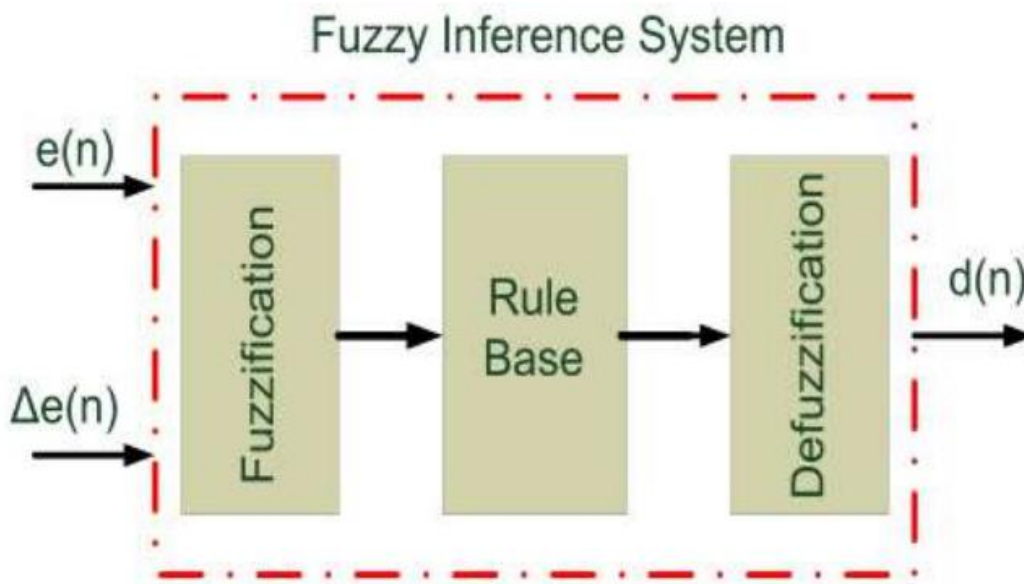 Fuzzy Inference System
e(n)
Δe(n)
Fuzzification
Rule
Base
Defuzzification
d(n)